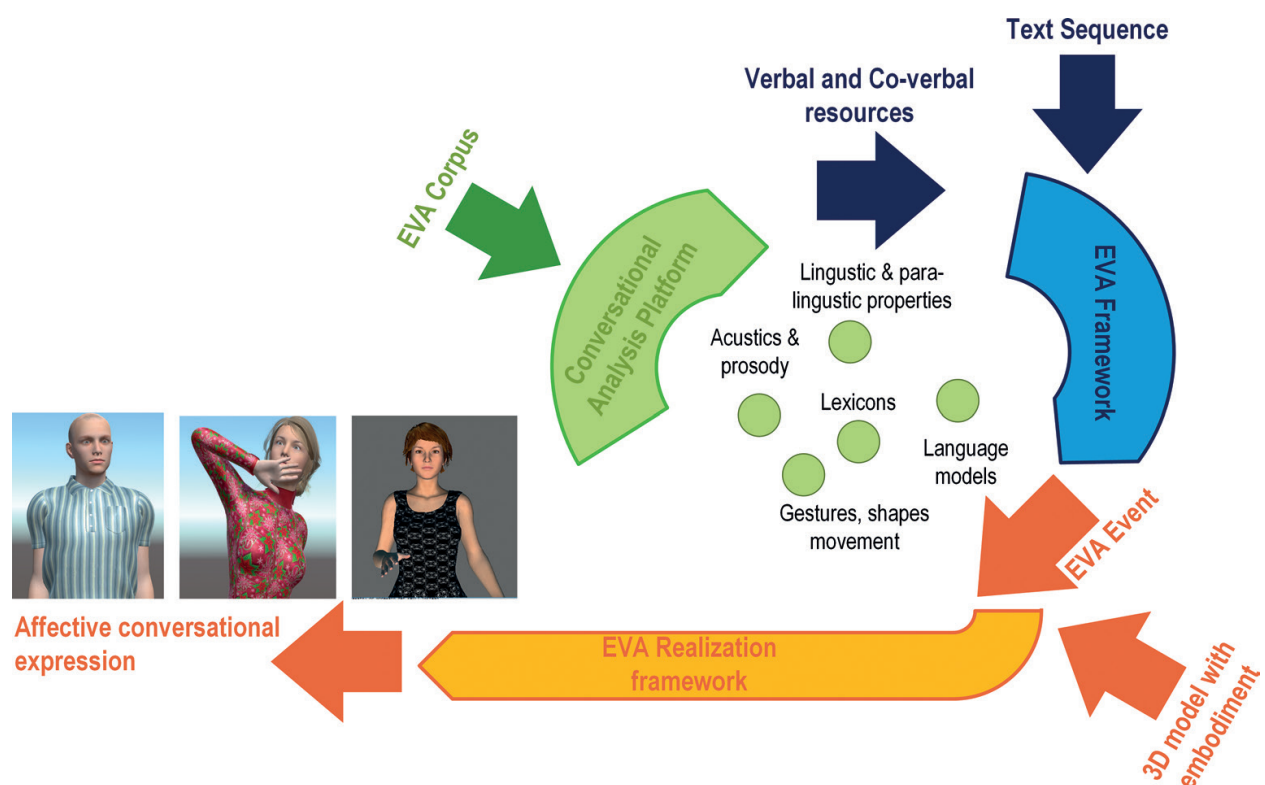 Text Sequence
Verbal and Co-verbal
resources
EVA Corpus
Conversational
Analysis Platform
EVA Framework
Lingustic & para-
lingustic properties
Acustics &
prosody
Lexicons
Language
models
Gestures, shapes
movement
EVA Event
Affective conversational
expression
EVA Realization
framework
3D model with
embodiment